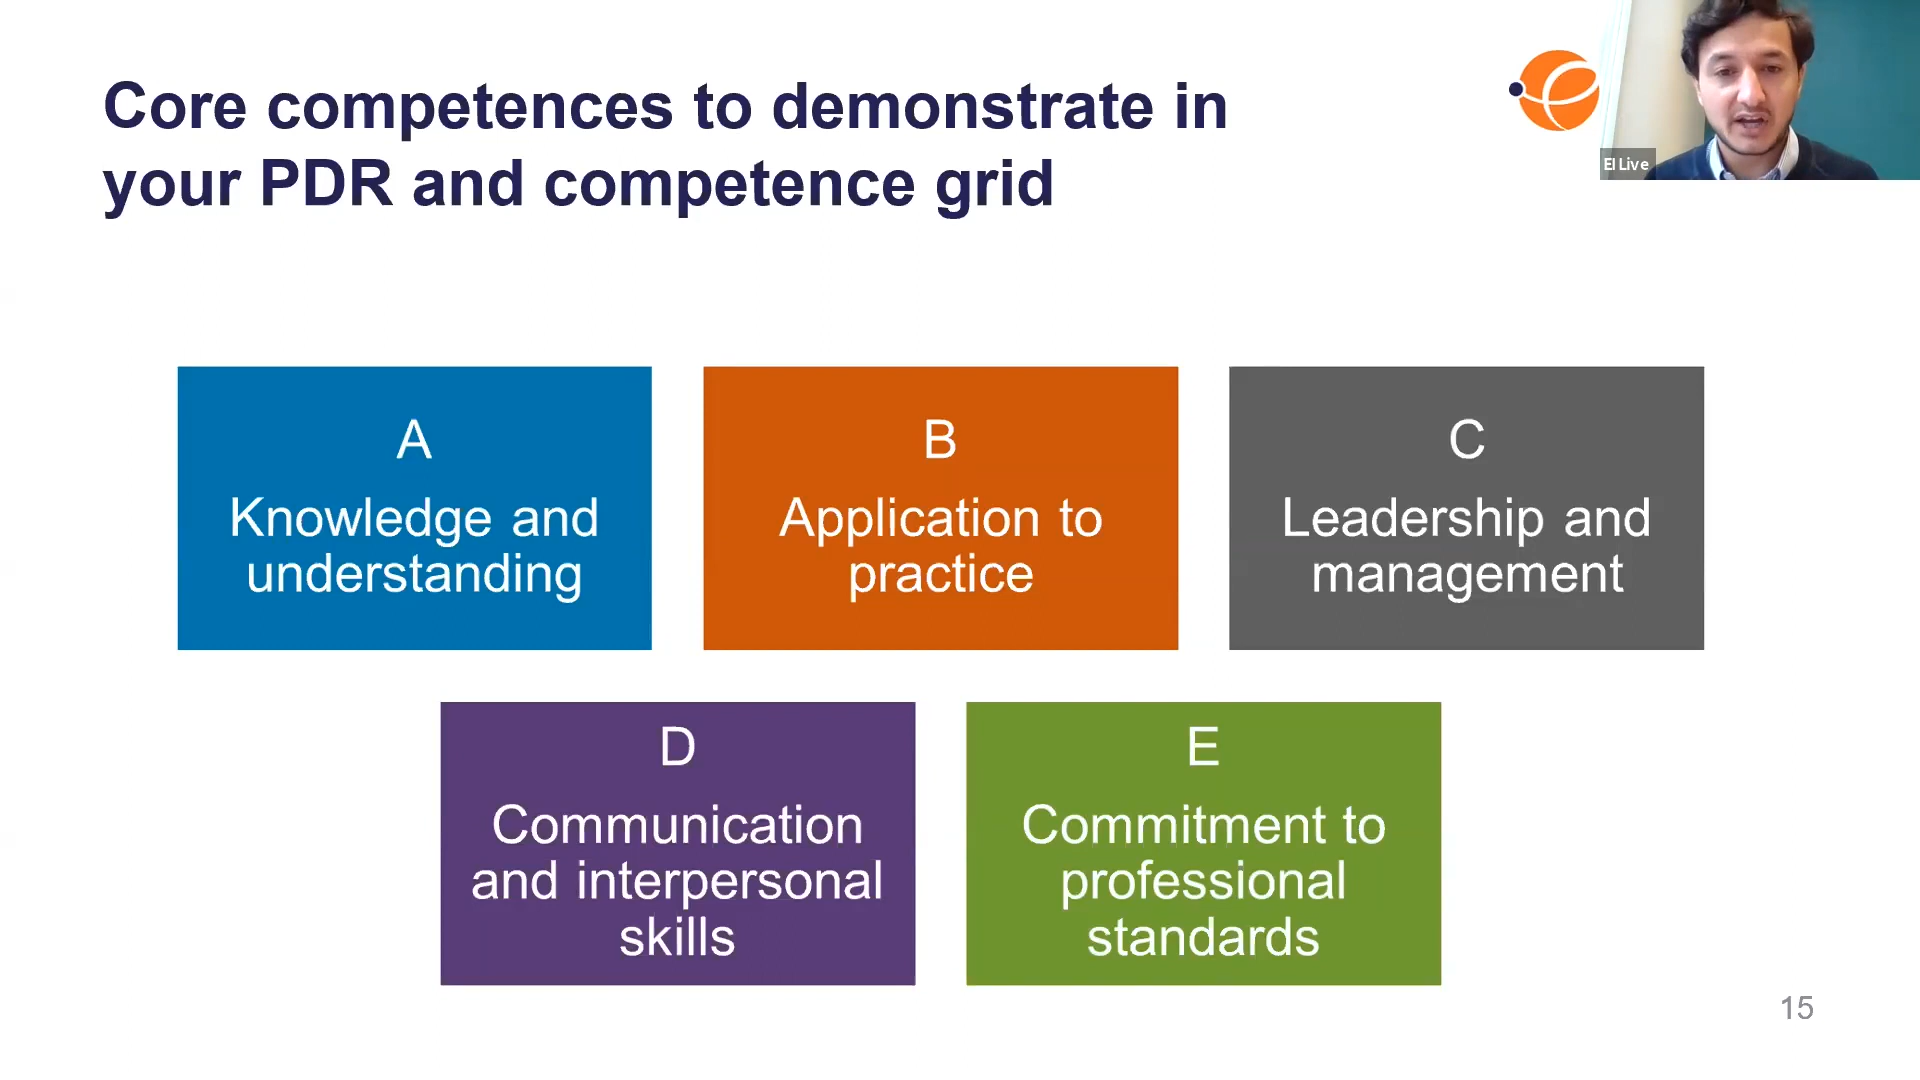 Core competences to demonstrate in
your PDR and competence grid
EI Live
A
Knowledge and
understanding
B
Application to
practice
C
Leadership and
management
D
Communication
and interpersonal
skills
E
Commitment to
professional
standards
15